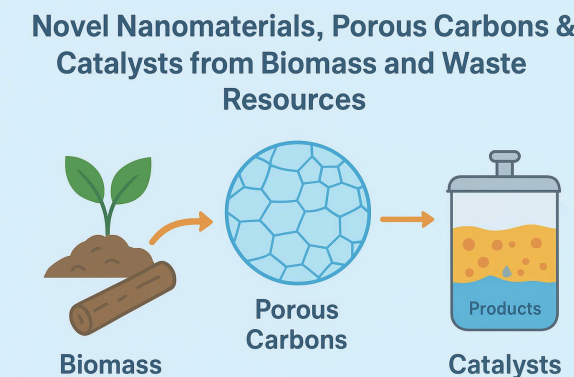 Novel Nanomaterials, Porous Carbons &
Catalysts from Biomass and Waste
Resources
Biomass
Porous
Carbons
Products
Catalysts